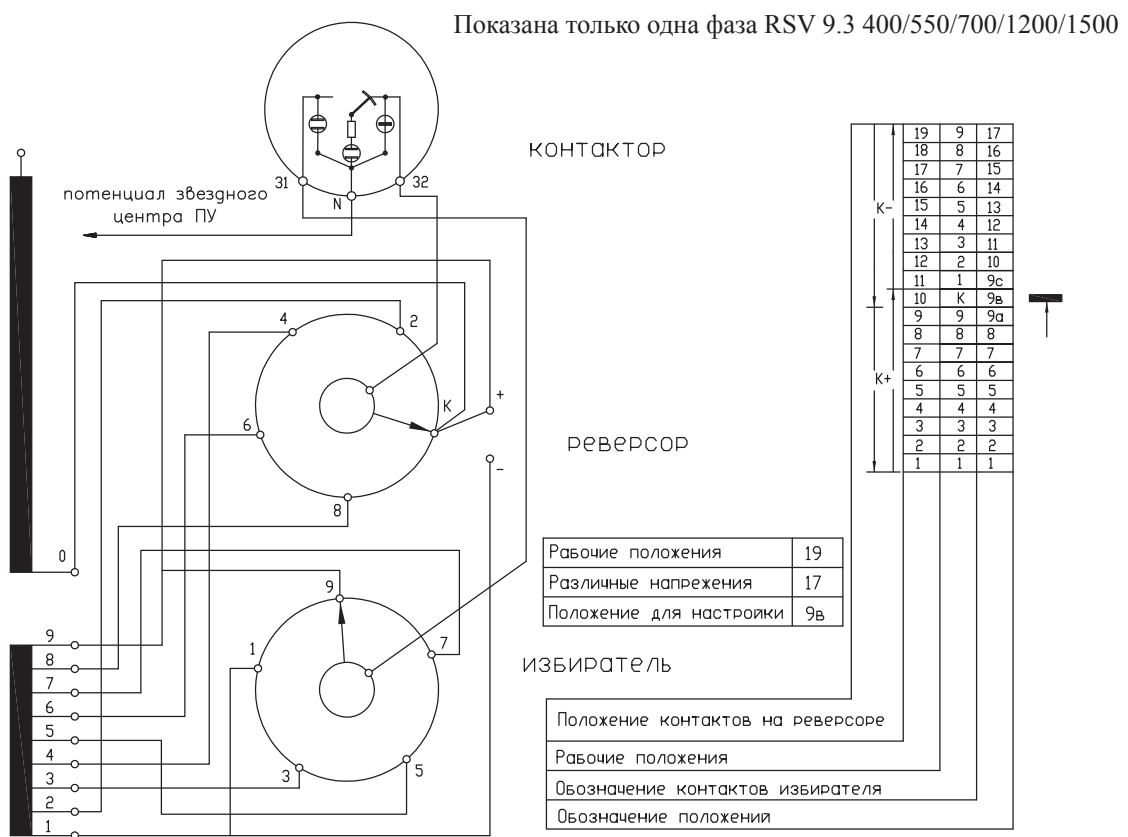 Показана только одна фаза RSV 9.3 400/550/700/1200/1500
контактор
31
32
N
потенциал звездного
центра ПУ
4
2
K
+
6
8
-
реверсор
0
9
1
7
3
5
избиратель
9
8
7
6
5
4
3
2
1
K-
K+
19 9 17
18 8 16
17 7 15
16 6 14
15 5 13
14 4 12
13 3 11
12 2 10
11 1 9c
10 K 9в
9 9 9а
8 8 8
7 7 7
6 6 6
5 5 5
4 4 4
3 3 3
2 2 2
1 1 1
Рабочие положения 19
Различные напрежения 17
Положение для настройки 9в
Положение контактов на реверсоре
Рабочие положения
Обозначение контактов избирателя
Обозначение положений